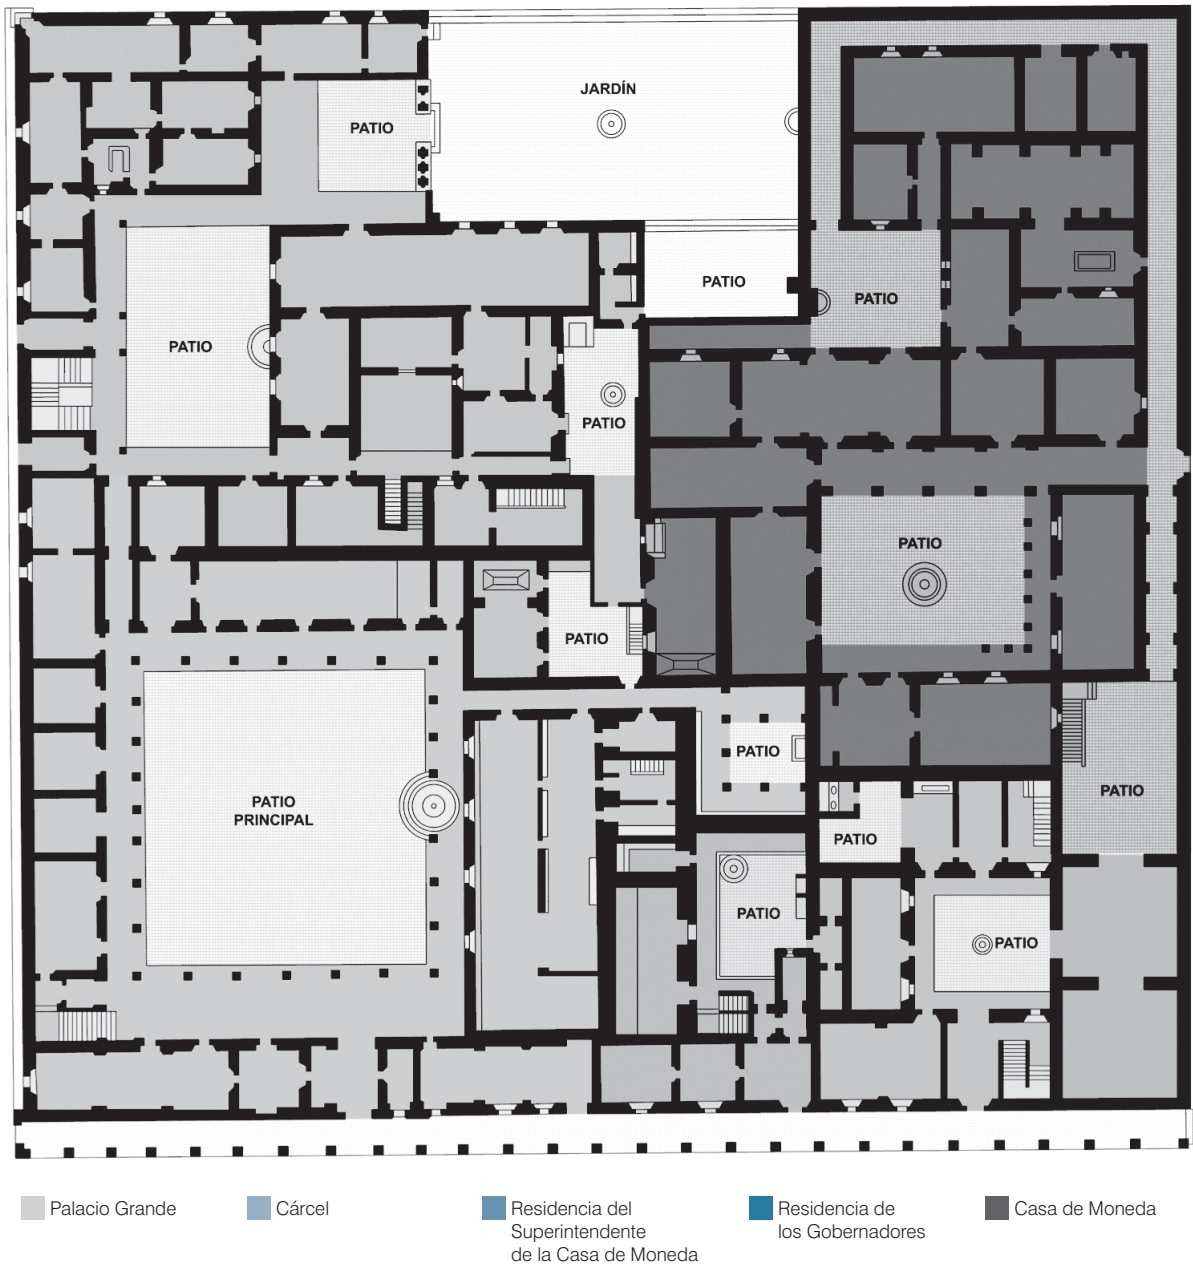 JARDÍN
PATIO
PATIO
PATIO
PATIO
PATIO
PATIO
PATIO
PATIO
PATIO
PATIO
PRINCIPAL
PATIO
PATIO
PATIO
PATIO
Palacio Grande
Cárcel
Residencia del
Superintendente
de la Casa de Moneda
Residencia de
los Gobernadores
Casa de Moneda